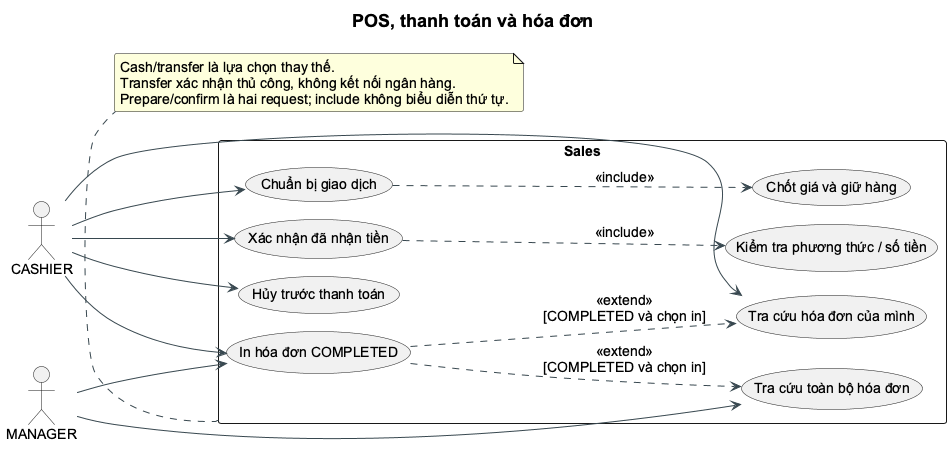 POS, thanh toán và hóa đơn
Cash/transfer là lựa chọn thay thế.
Transfer xác nhận thủ công, không kết nối ngân hàng.
Prepare/confirm là hai request; include không biểu diễn thứ tự.
Sales
Chuẩn bị giao dịch
«include»
Chốt giá và giữ hàng
Xác nhận đã nhận tiền
«include»
Kiểm tra phương thức / số tiền
CASHIER
Hủy trước thanh toán
«extend»
[COMPLETED và chọn in]
Tra cứu hóa đơn của mình
In hóa đơn COMPLETED
«extend»
[COMPLETED và chọn in]
Tra cứu toàn bộ hóa đơn
MANAGER